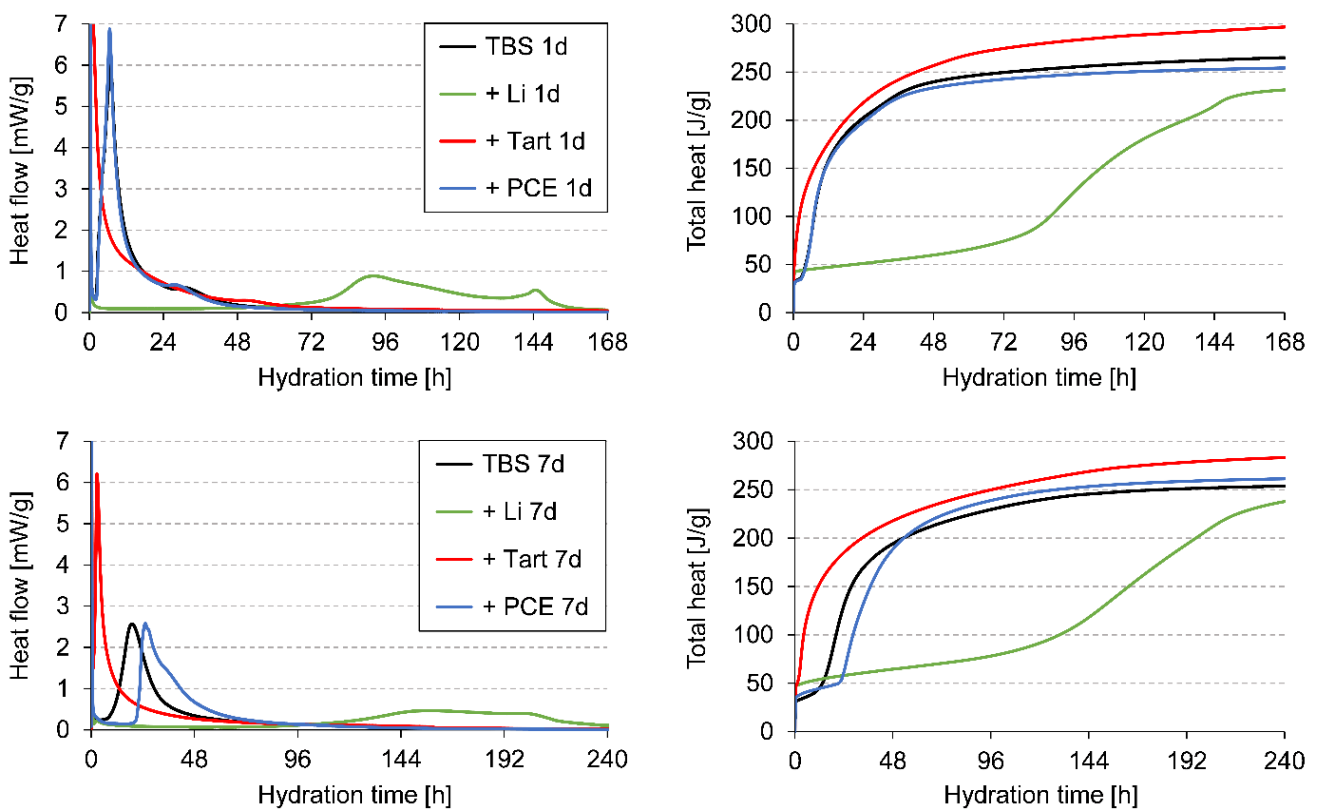 Heat flow [mW/g]
7
6
5
4
3
2
1
0
0 24 48 72 96 120 144 168
Hydration time [h]
TBS 1d
+ Li 1d
+ Tart 1d
+ PCE 1d
Total heat [J/g]
300
250
200
150
100
50
0
0 24 48 72 96 120 144 168
Hydration time [h]
Heat flow [mW/g]
7
6
5
4
3
2
1
0
0 48 96 144 192 240
Hydration time [h]
TBS 7d
+ Li 7d
+ Tart 7d
+ PCE 7d
Total heat [J/g]
300
250
200
150
100
50
0
0 48 96 144 192 240
Hydration time [h]